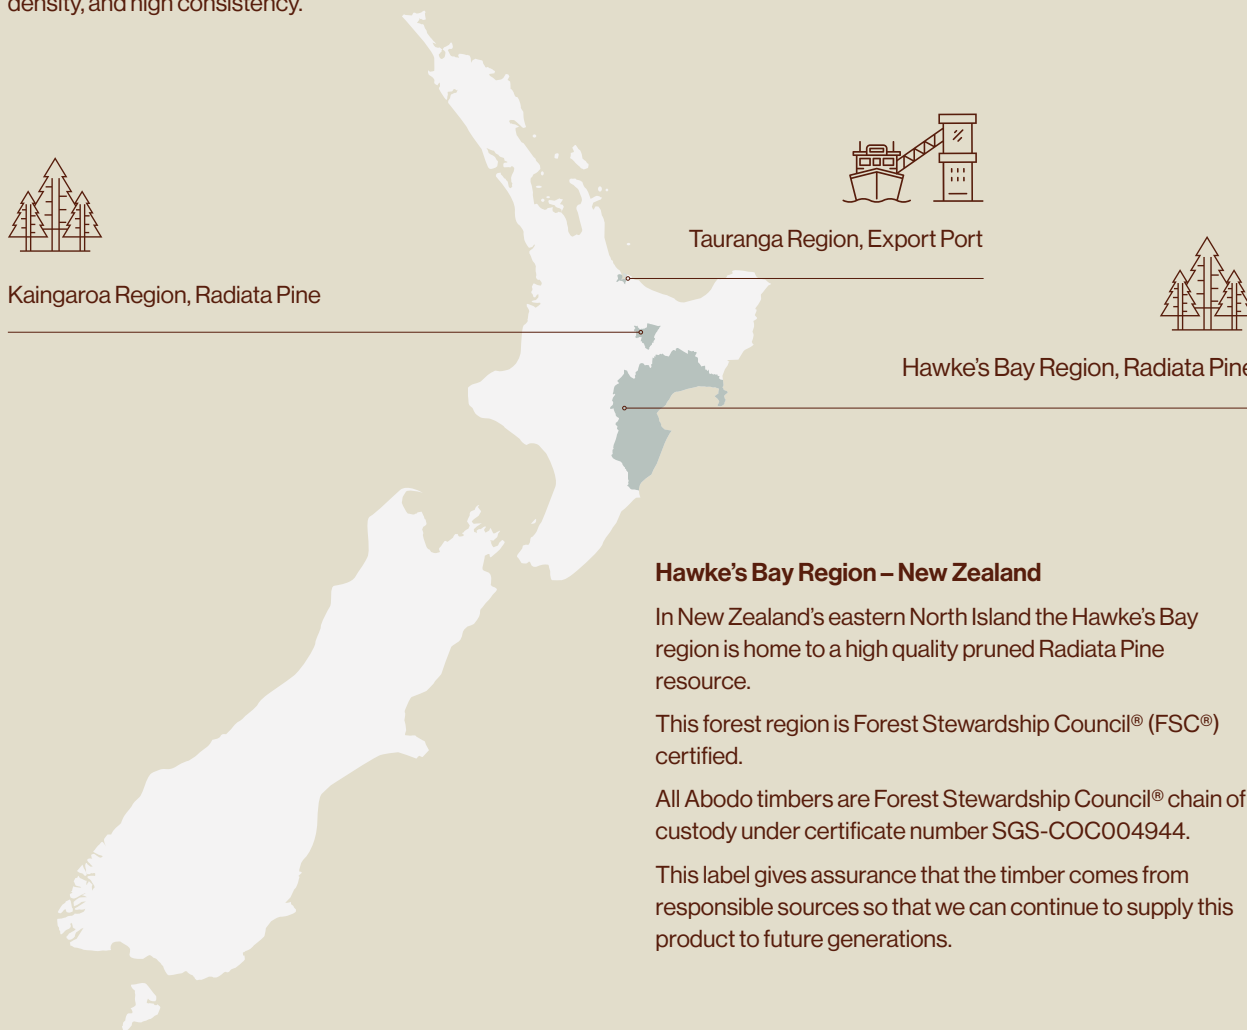 density, and high consistency.
Tauranga Region, Export Port
Kaingaroa Region, Radiata Pine
Hawke’s Bay Region, Radiata Pine
Hawke’s Bay Region – New Zealand
In New Zealand’s eastern North Island the Hawke’s Bay
region is home to a high quality pruned Radiata Pine
resource.
This forest region is Forest Stewardship Council® (FSC®)
certified.
All Abodo timbers are Forest Stewardship Council® chain of
custody under certificate number SGS-COC004944.
This label gives assurance that the timber comes from
responsible sources so that we can continue to supply this
product to future generations.